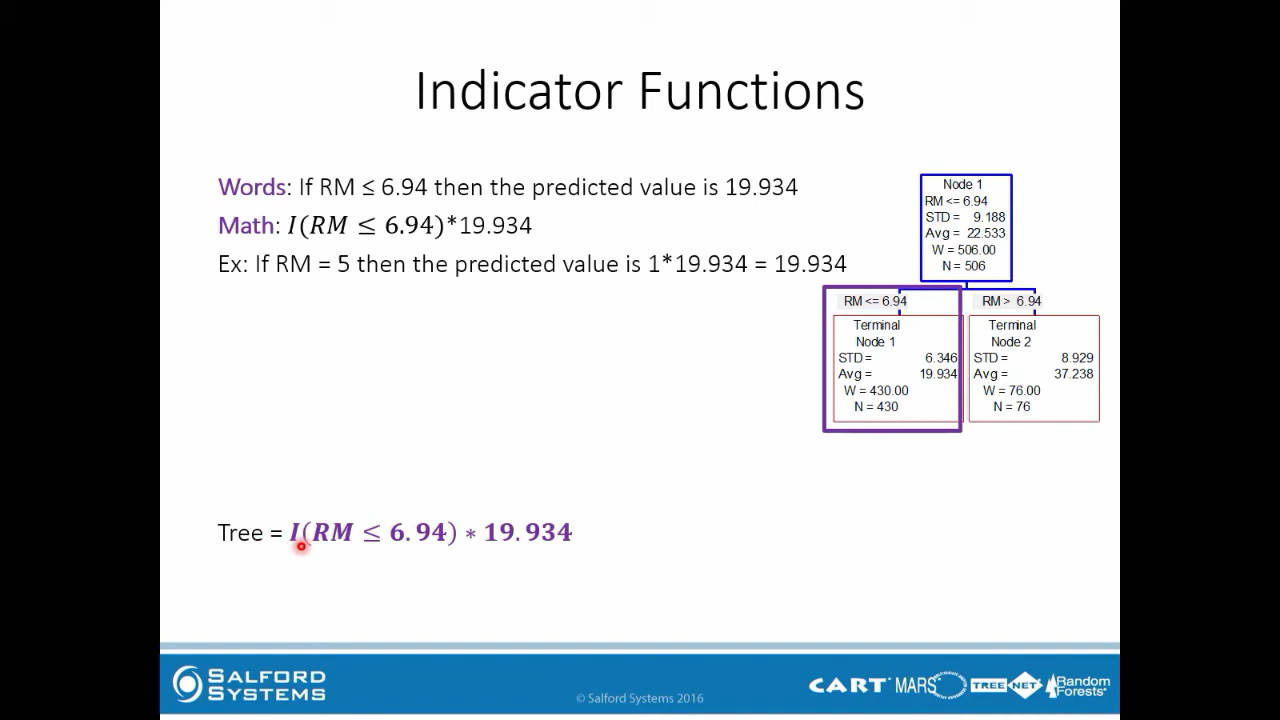 Indicator Functions
Words: If RM ≤ 6.94 then the predicted value is 19.934
Math: I(RM ≤ 6.94)*19.934
Ex: If RM = 5 then the predicted value is 1*19.934 = 19.934
Node 1
RM <= 6.94
STD = 9.188
Avg = 22.533
W = 506.00
N = 506
RM <= 6.94
Terminal
Node 1
STD = 6.346
Avg = 19.934
W = 430.00
N = 430
RM > 6.94
Terminal
Node 2
STD = 8.929
Avg = 37.238
W = 76.00
N = 76
Tree = I(RM ≤ 6.94) * 19.934
SALFORD
SYSTEMS
© Salford Systems 2016
CART® MARS TREENET Random
Forests®